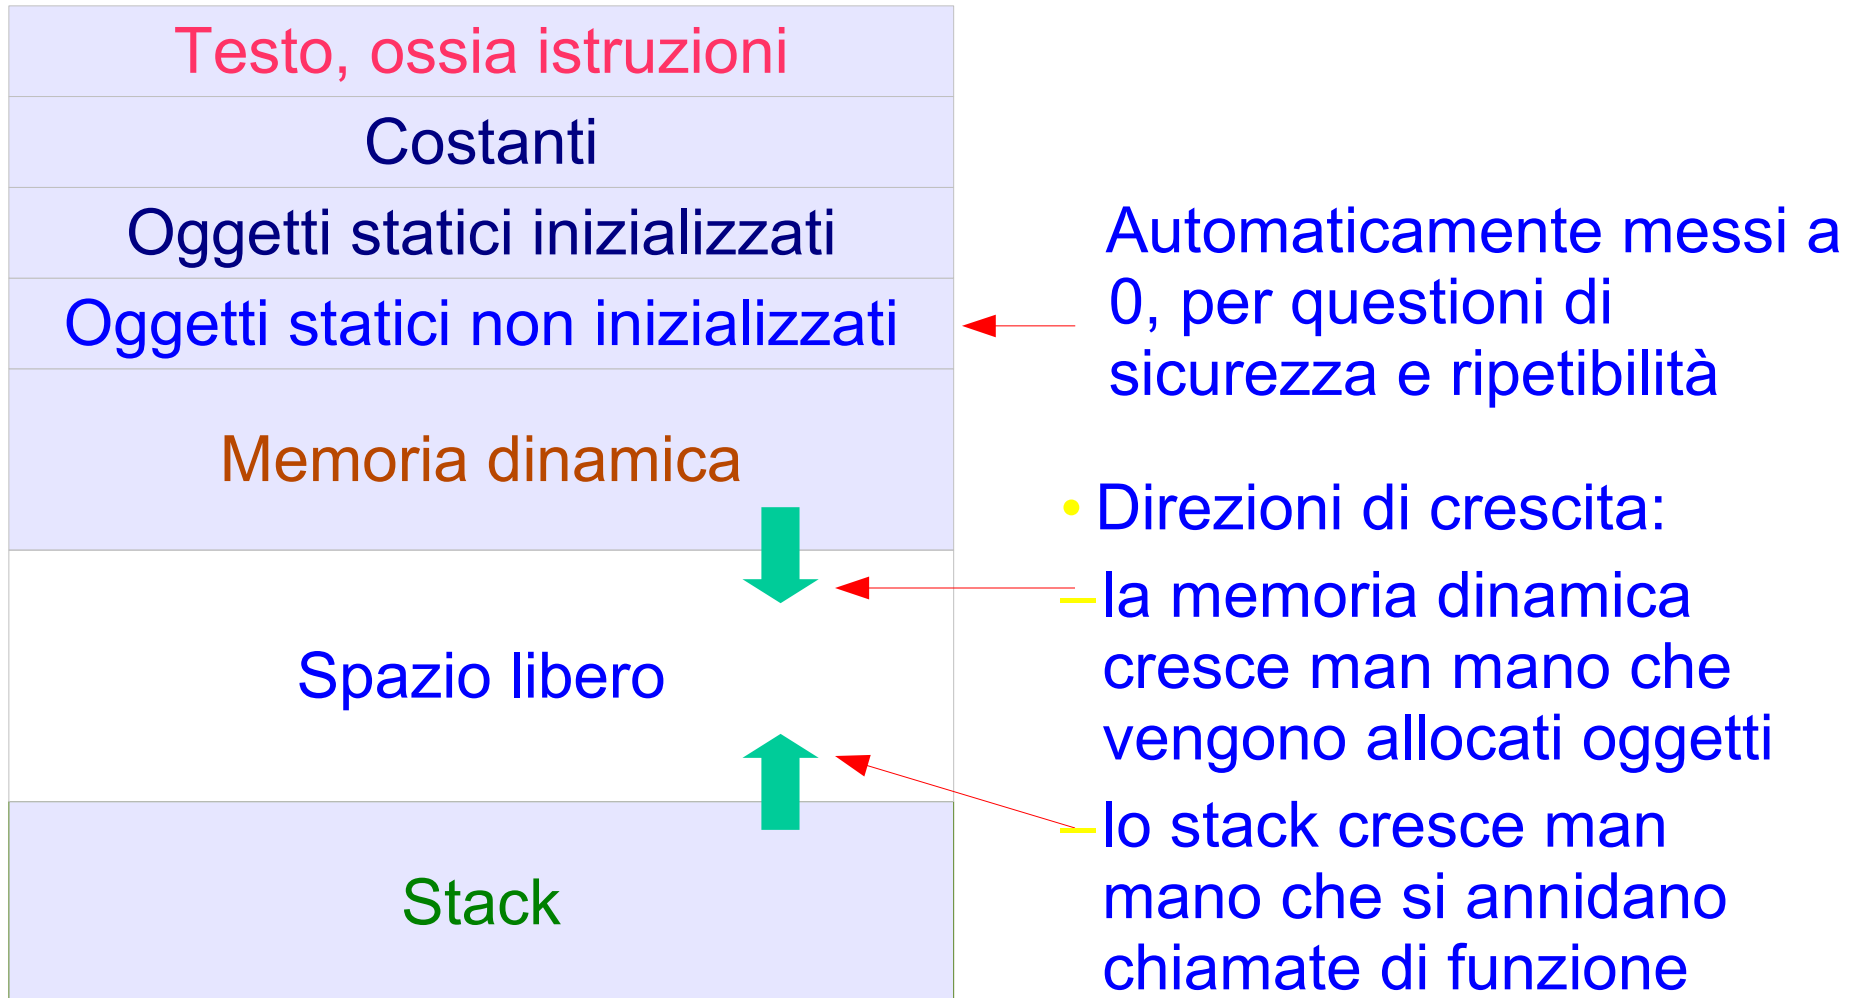 Testo, ossia istruzioni
Costanti
Oggetti statici inizializzati
Oggetti statici non inizializzati
Memoria dinamica
Spazio libero
Stack
Automaticamente messi a
0, per questioni di
sicurezza e ripetibilità
• Direzioni di crescita:
– la memoria dinamica
cresce man mano che
vengono allocati oggetti
– lo stack cresce man
mano che si annidano
chiamate di funzione